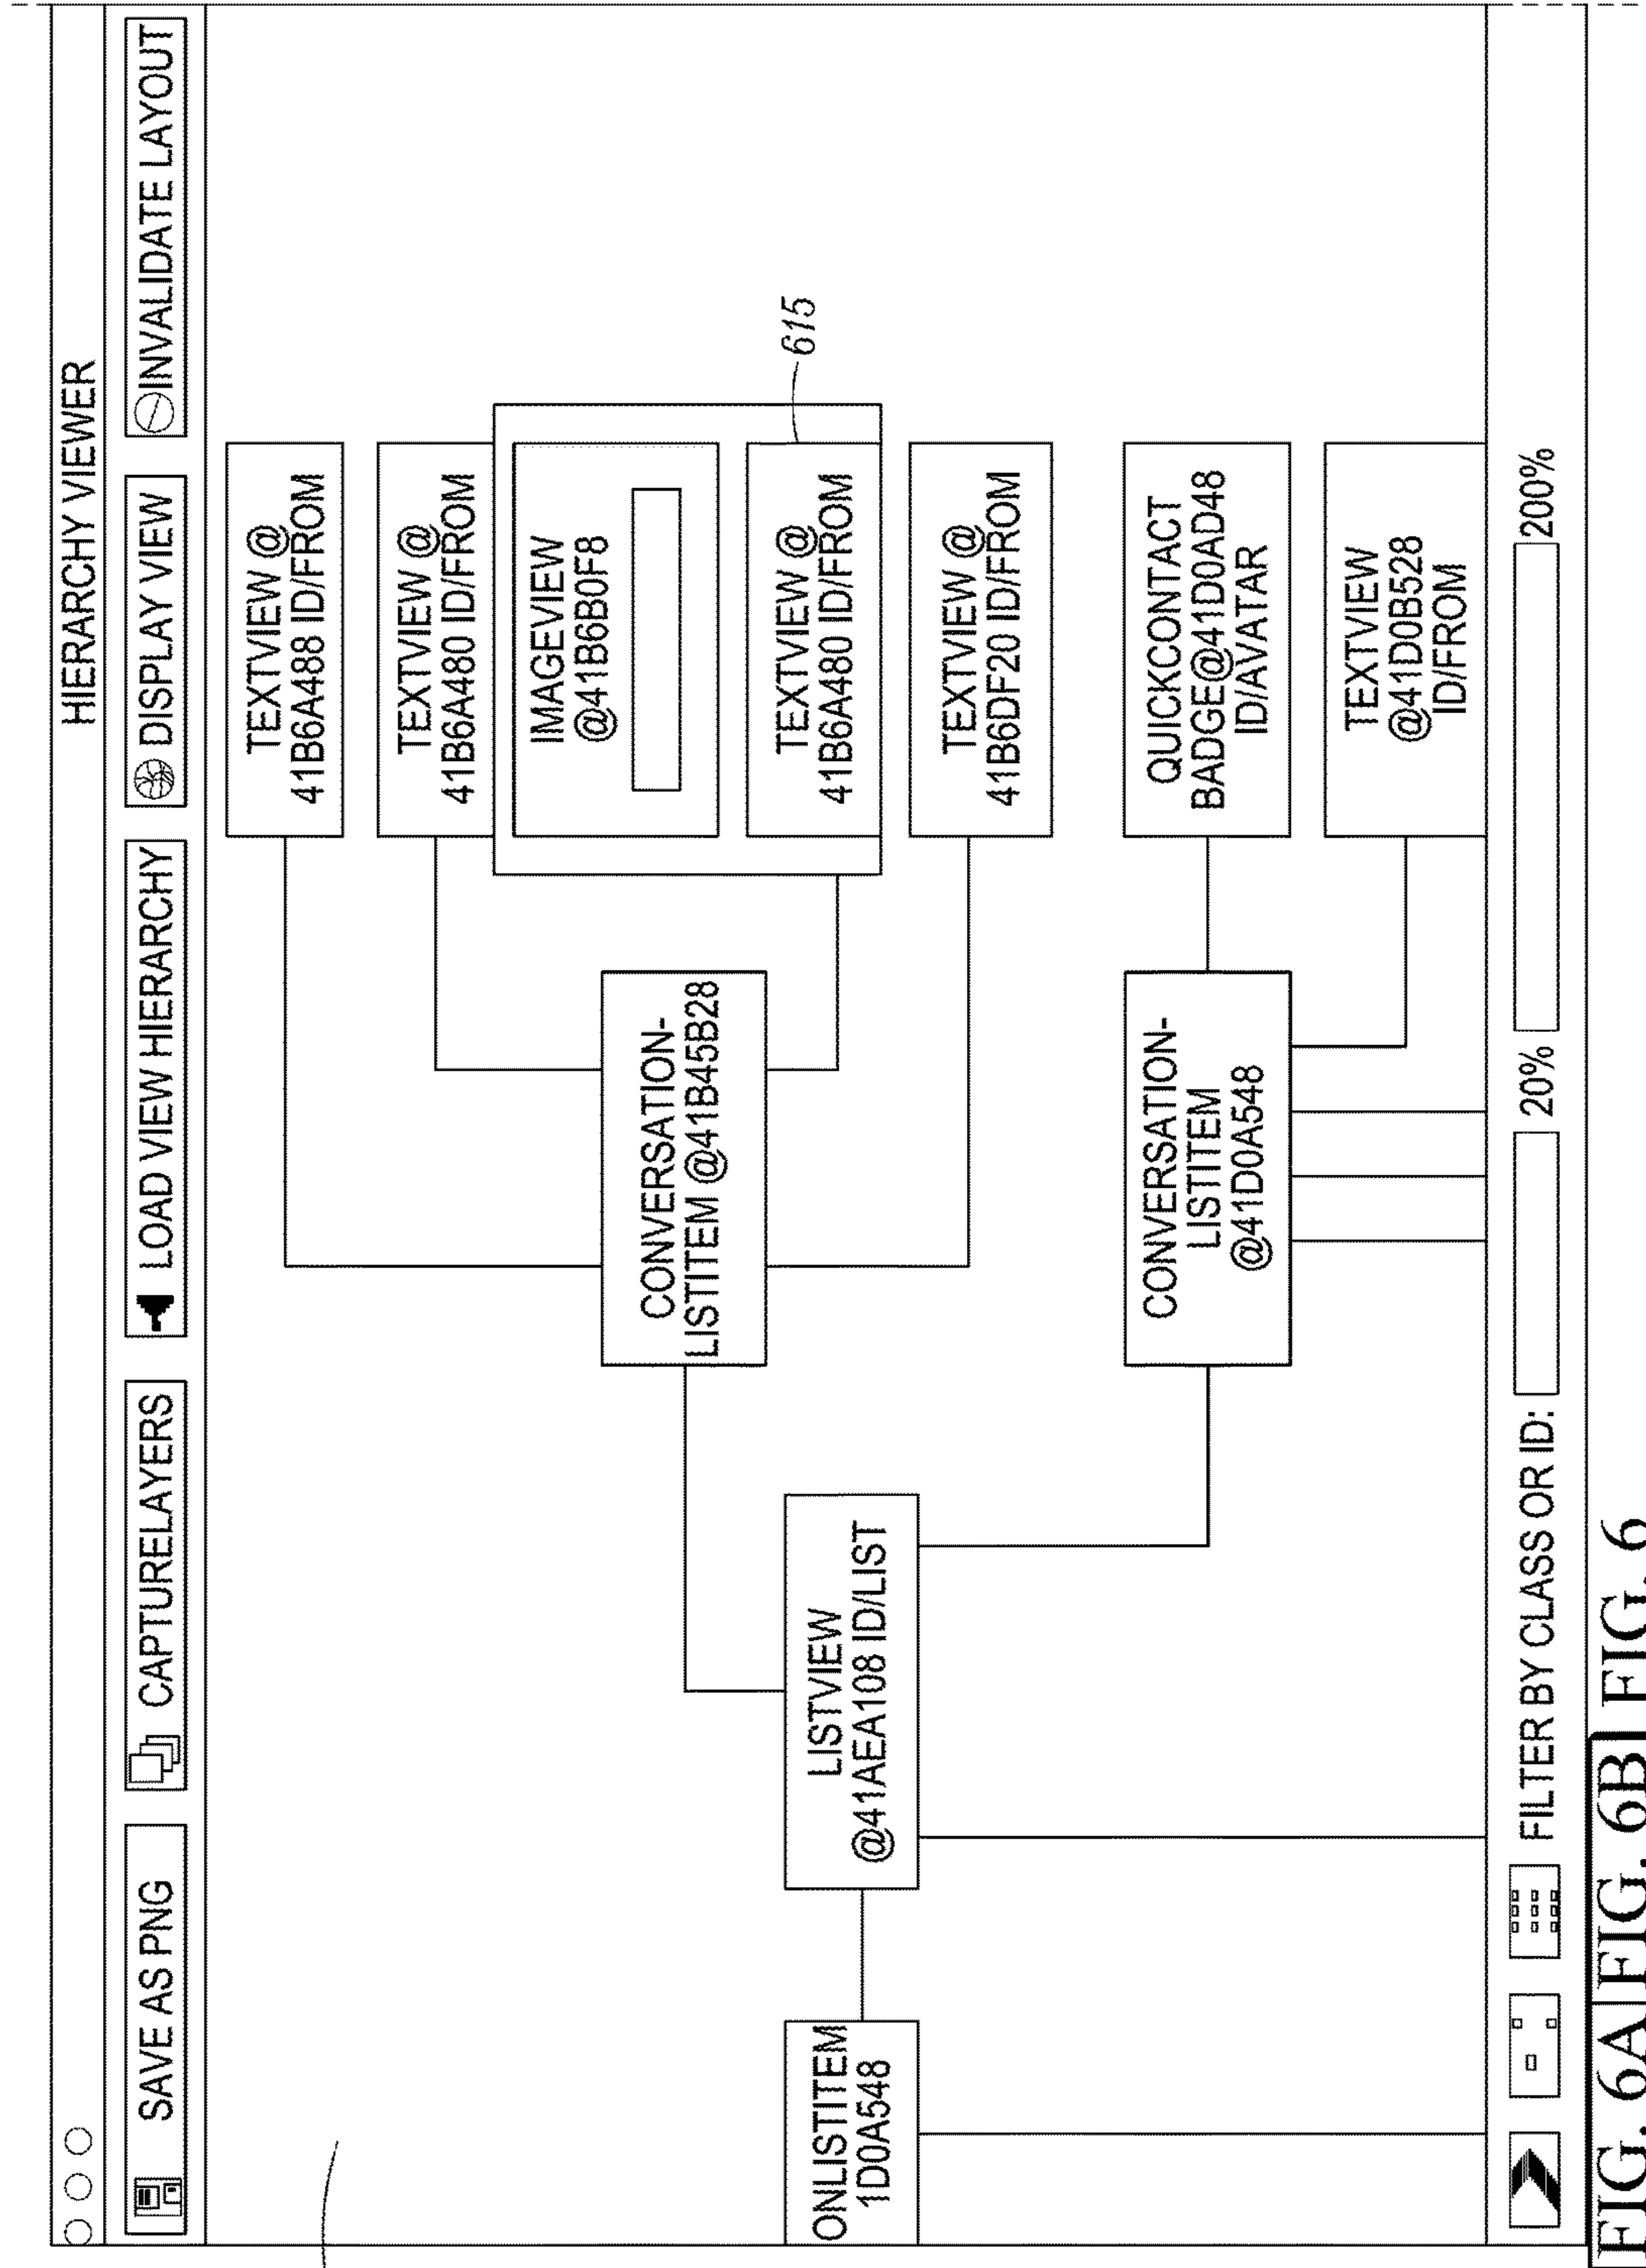 HIERARCHY VIEWER
SAVE AS PNG
CAPTURELAYERS
LOAD VIEW HIERARCHY
DISPLAY VIEW
INVALIDATE LAYOUT
ONLISTITEM
1D0A548
LISTVIEW
@41AEA108 ID/LIST
CONVERSATION-
LISTITEM @41B45B28
CONVERSATION-
LISTITEM
@41D0A548
TEXTVIEW @
41B6A488 ID/FROM
TEXTVIEW @
41B6A480 ID/FROM
IMAGEVIEW
@41B6B0F8
TEXTVIEW @
41B6A480 ID/FROM
615
TEXTVIEW @
41B6DF20 ID/FROM
QUICKCONTACT
BADGE@41D0AD48
ID/AVATAR
TEXTVIEW
@41D0B528
ID/FROM
FILTER BY CLASS OR ID:
20%
200%
FIG. 6A
FIG. 6B
FIG. 6